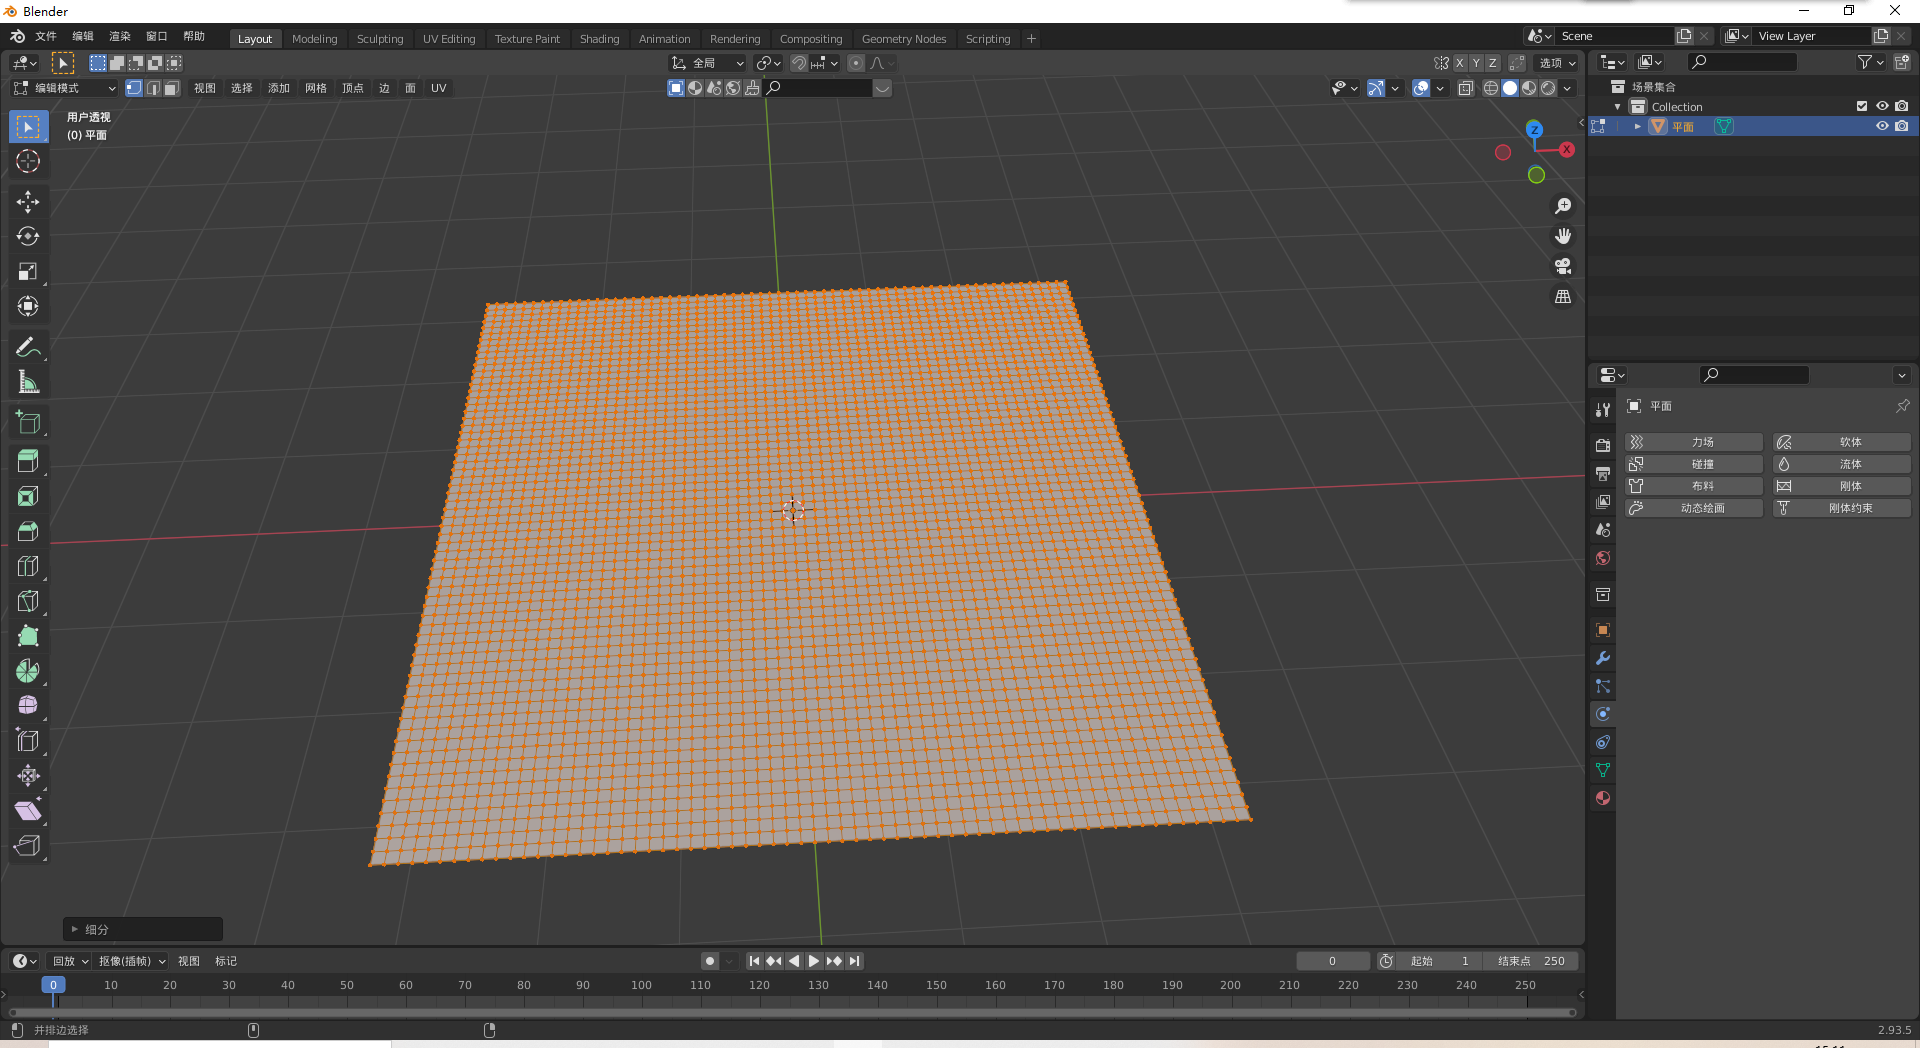 Blender
文件 编辑 渲染 窗口 帮助 Layout Modeling Sculpting UV Editing Texture Paint Shading Animation Rendering Compositing Geometry Nodes Scripting + Scene View Layer
全局 X Y Z 选项
编辑模式 视图 选择 添加 网格 顶点 边 面 UV
场景集合
Collection
平面
用户透视
(0) 平面
Z
X
平面
力场 软体
碰撞 流体
布料 刚体
动态绘画 刚体约束
细分
回放 抠像(插帧) 视图 标记 0 起始 1 结束点 250
0 10 20 30 40 50 60 70 80 90 100 110 120 130 140 150 160 170 180 190 200 210 220 230 240 250
并排边选择 2.93.5